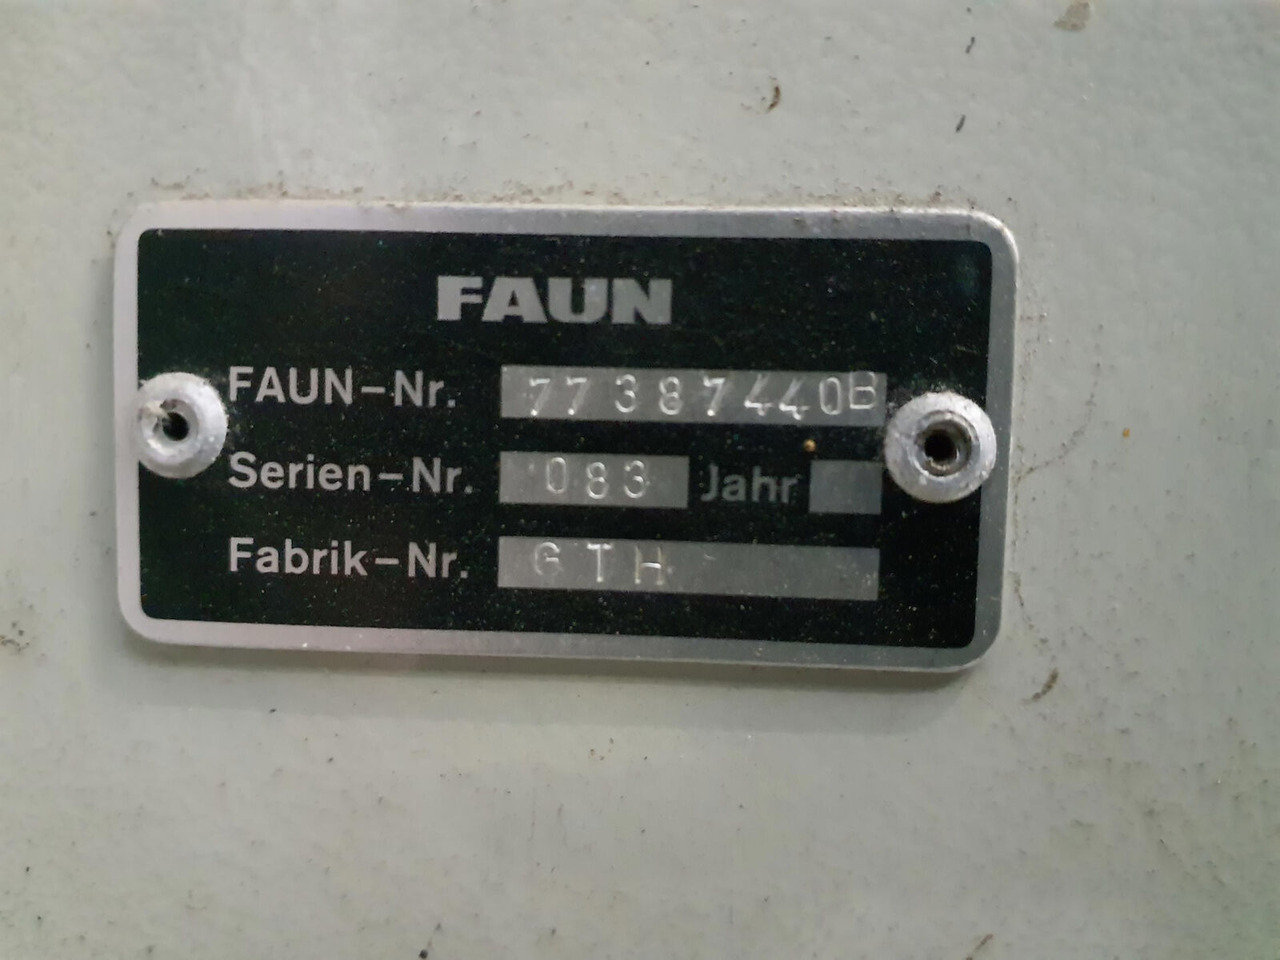 FAUN
FAUN-Nr. 77387440B
Serien-Nr. 083 Jahr
Fabrik-Nr. GTH